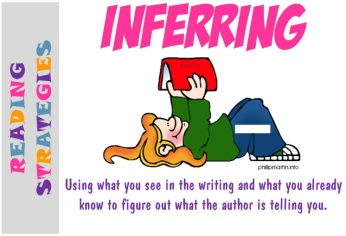 INFERRING
READING
STRATEGIES
philipmartin.info
Using what you see in the writing and what you already
know to figure out what the author is telling you.